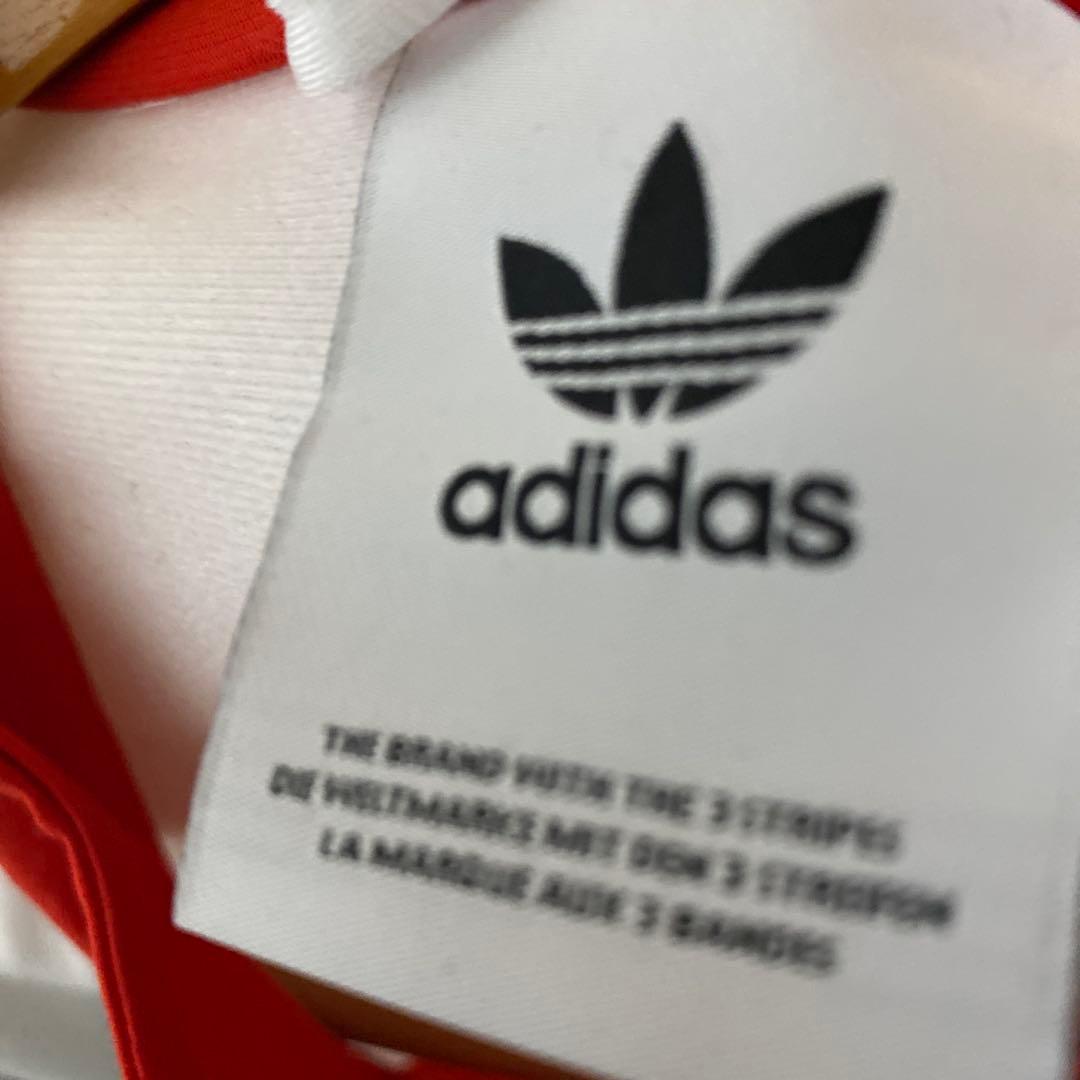 adidas
THE BRAND WITH THE 3 STRIPES
DIE WELTMARKE MIT DEN 3 STREIFEN
LA MARQUE AUX 3 BANDES